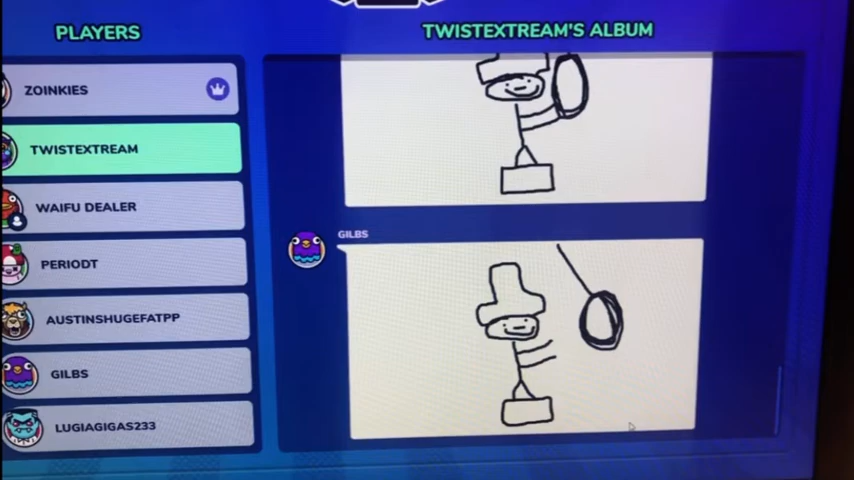 PLAYERS
TWISTEXTREAM'S ALBUM
ZOINKIES
TWISTEXTREAM
WAIFU DEALER
PERIODT
AUSTINSHUGEFATPP
GILBS
LUGIAGIGAS233
GILBS